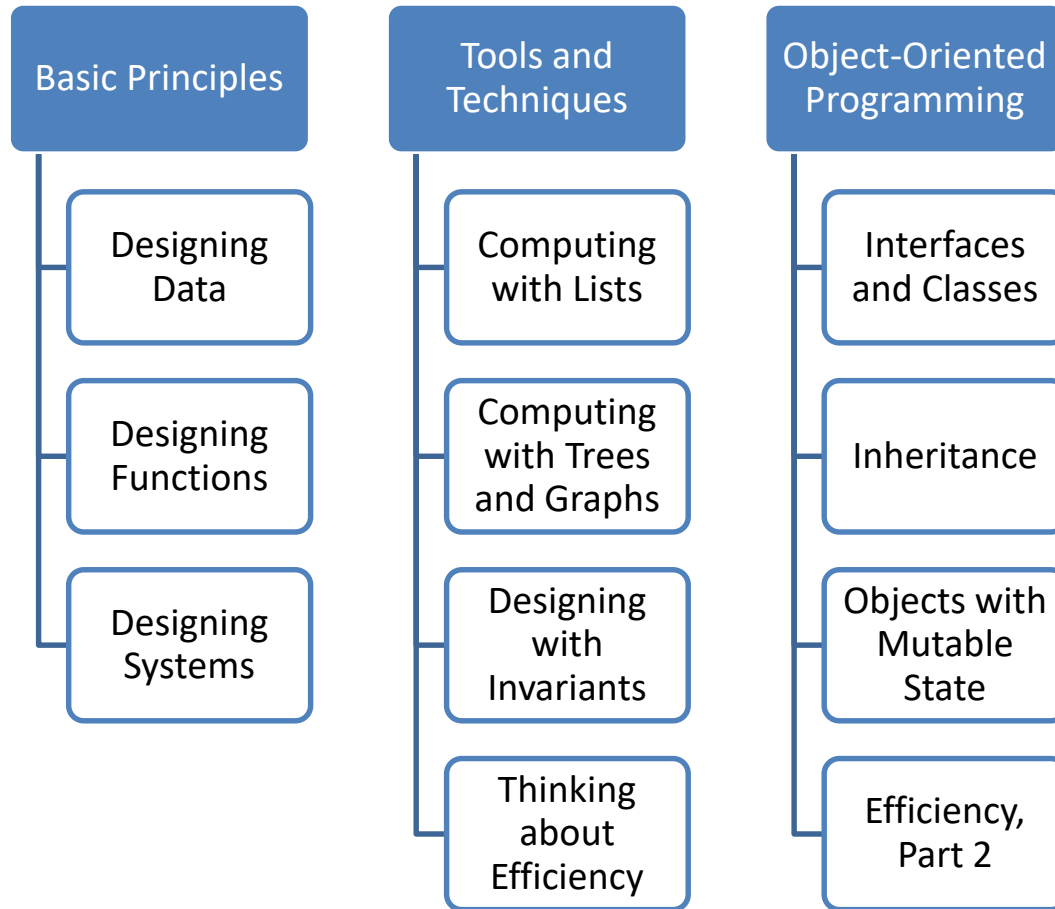 Basic Principles
Designing
Data
Designing
Functions
Designing
Systems
Tools and
Techniques
Computing
with Lists
Computing
with Trees
and Graphs
Designing
with
Invariants
Thinking
about
Efficiency
Object-Oriented
Programming
Interfaces
and Classes
Inheritance
Objects with
Mutable
State
Efficiency,
Part 2